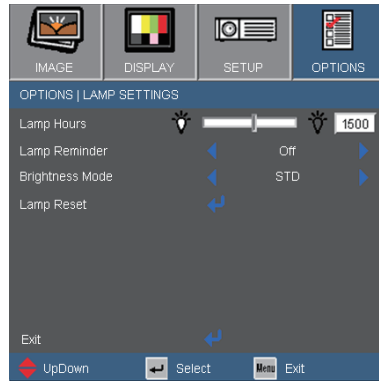 IMAGE DISPLAY SETUP OPTIONS
OPTIONS | LAMP SETTINGS
Lamp Hours 1500
Lamp Reminder Off
Brightness Mode STD
Lamp Reset
Exit
UpDown Select Menu Exit